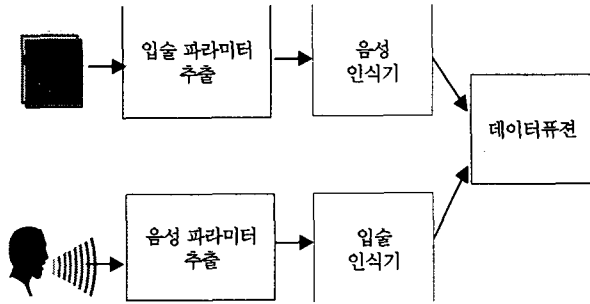 입술 파라미터
추출
음성
인식기
데이터퓨젼
음성 파라미터
추출
입술
인식기